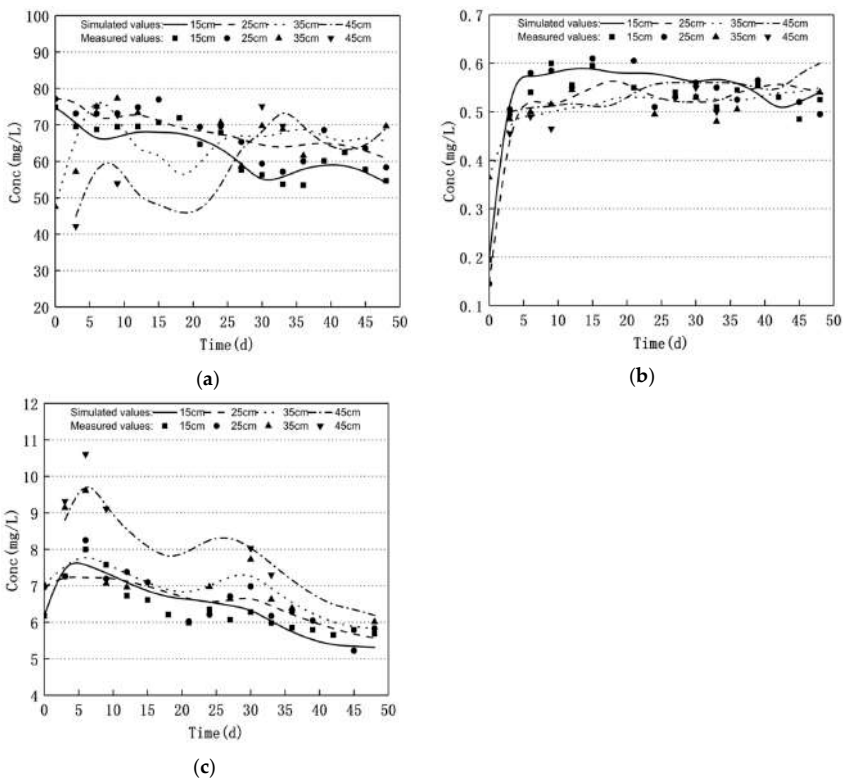 Simulated values: 15cm 25cm 35cm 45cm
Measured values: 15cm 25cm 35cm 45cm
100
90
80
70
60
50
40
30
20
Conc (mg/L)
0 5 10 15 20 25 30 35 40 45 50
Time(d)
(a)
Simulated values: 15cm 25cm 35cm 45cm
Measured values: 15cm 25cm 35cm 45cm
0.7
0.6
0.5
0.4
0.3
0.2
0.1
Conc(mg/L)
0 5 10 15 20 25 30 35 40 45 50
Time(d)
(b)
Simulated values: 15cm 25cm 35cm 45cm
Measured values: 15cm 25cm 35cm 45cm
12
11
10
9
8
7
6
5
4
Conc(mg/L)
0 5 10 15 20 25 30 35 40 45 50
Time(d)
(c)